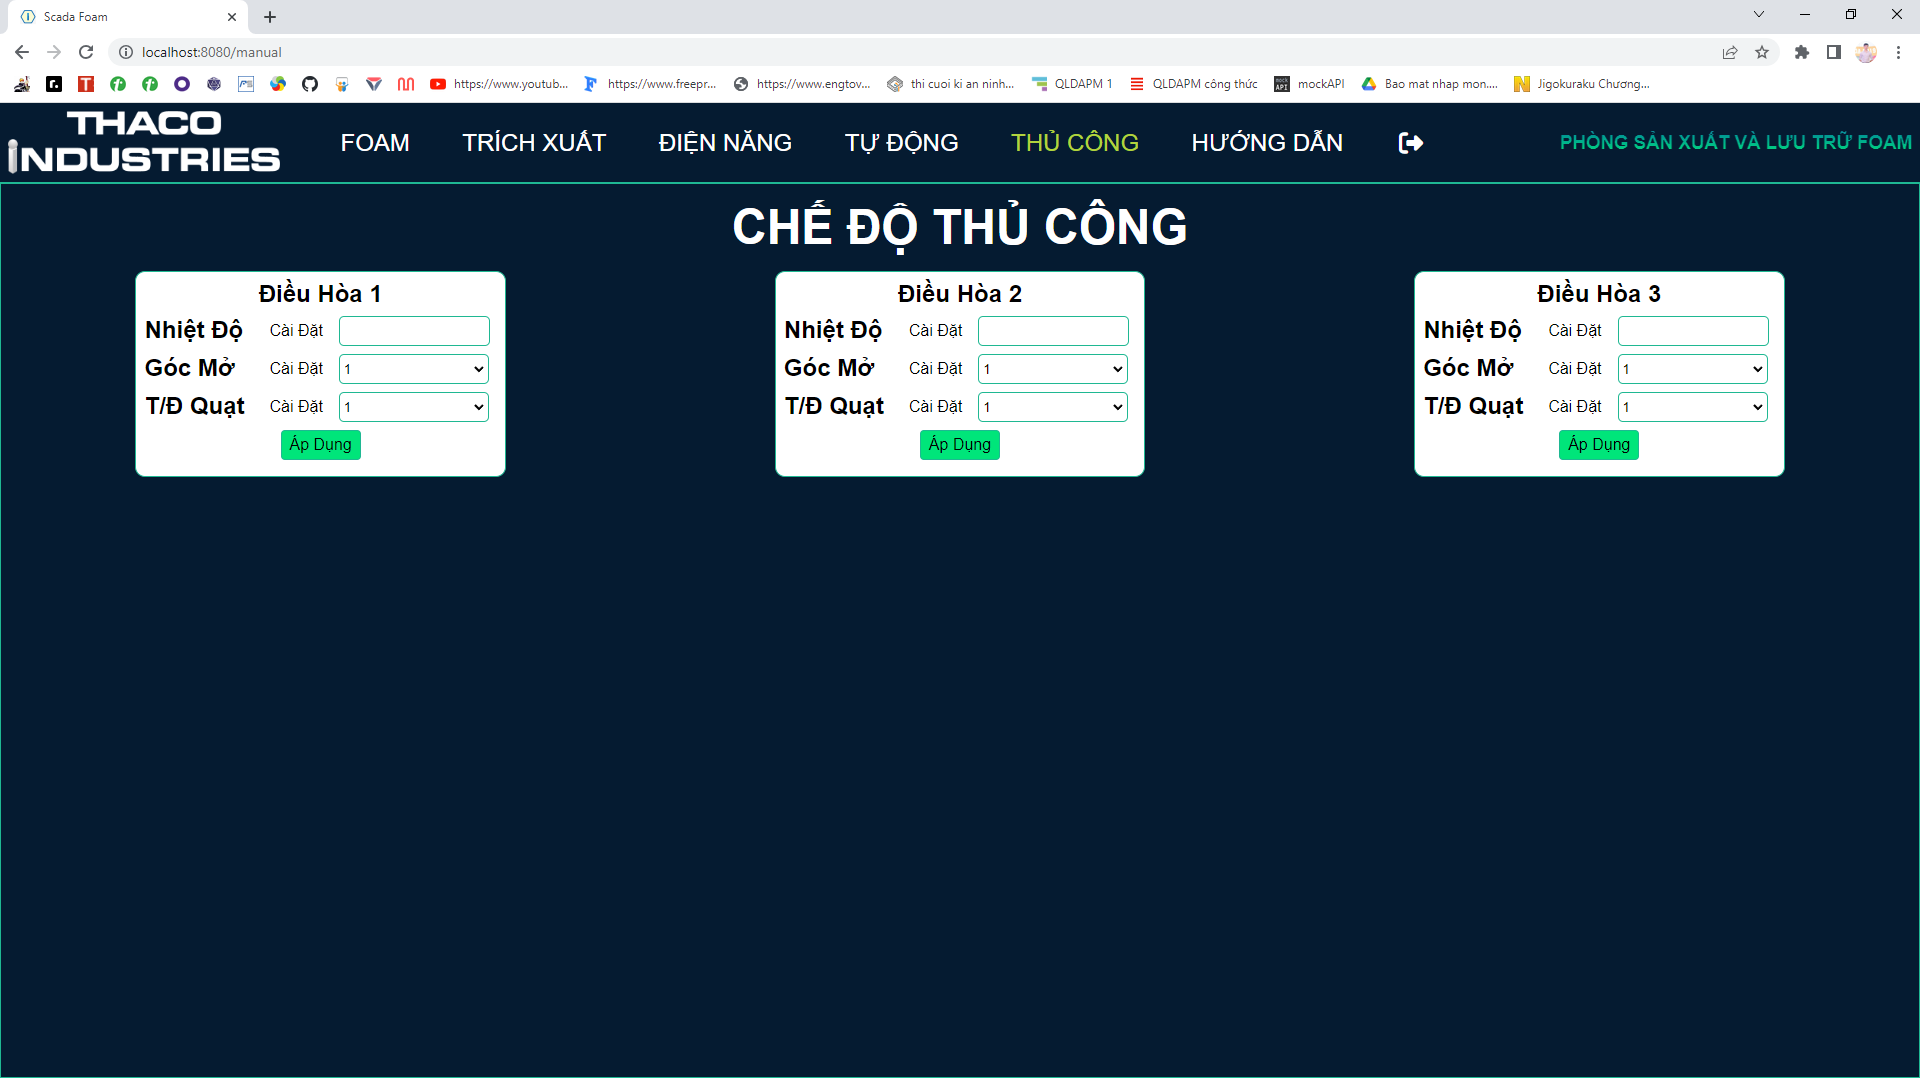 Scada Foam
localhost:8080/manual
https://www.youtub...
https://www.freepr...
https://www.engtov...
thi cuoi ki an ninh...
QLDAPM 1
QLDAPM công thức
mockAPI
Bao mat nhap mon....
Jigokuraku Chương...
THACO
INDUSTRIES
FOAM
TRÍCH XUẤT
ĐIỆN NĂNG
TỰ ĐỘNG
THỦ CÔNG
HƯỚNG DẪN
PHÒNG SẢN XUẤT VÀ LƯU TRỮ FOAM
CHẾ ĐỘ THỦ CÔNG
Điều Hòa 1
Nhiệt Độ Cài Đặt
Góc Mở Cài Đặt 1
T/Đ Quạt Cài Đặt 1
Áp Dụng
Điều Hòa 2
Nhiệt Độ Cài Đặt
Góc Mở Cài Đặt 1
T/Đ Quạt Cài Đặt 1
Áp Dụng
Điều Hòa 3
Nhiệt Độ Cài Đặt
Góc Mở Cài Đặt 1
T/Đ Quạt Cài Đặt 1
Áp Dụng